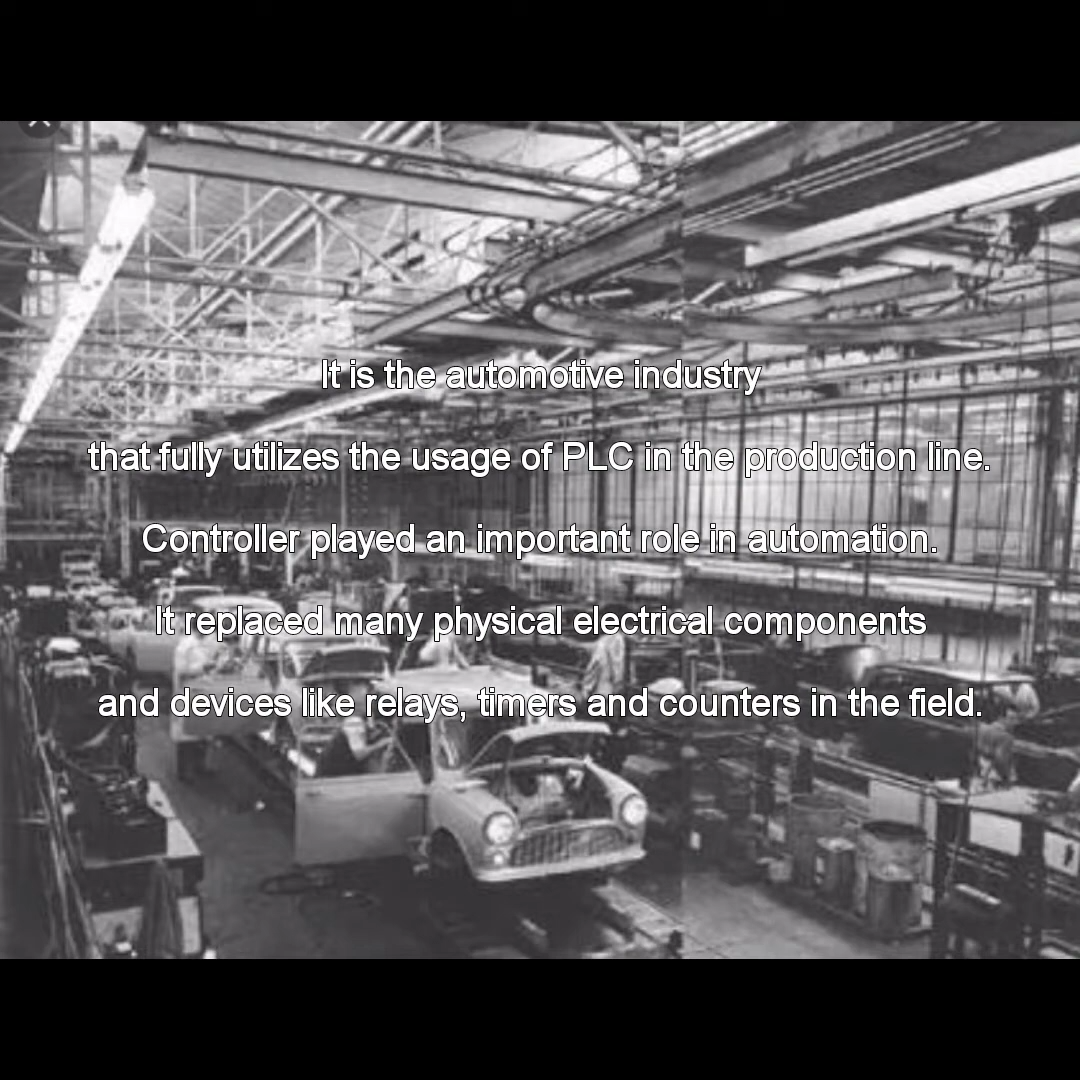 It is the automotive industry
that fully utilizes the usage of PLC in the production line.
Controller played an important role in automation.
It replaced many physical electrical components
and devices like relays, timers and counters in the field.